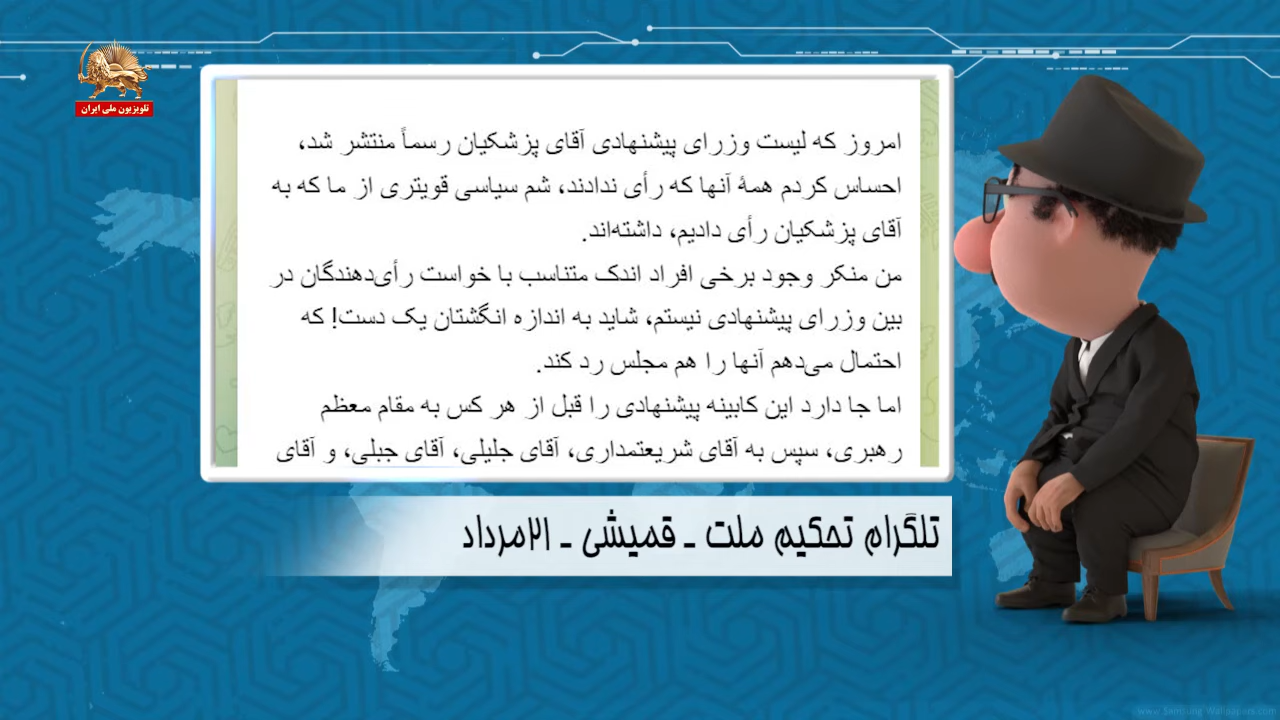 تلویزیون ملی ایران
امروز که لیست وزرای پیشنهادی آقای پزشکیان رسماً منتشر شد،
احساس کردم همهٔ آنها که رأی ندادند، شم سیاسی قویتری از ما که به
آقای پزشکیان رأی دادیم، داشته‌اند.
من منکر وجود برخی افراد اندک متناسب با خواست رأی‌دهندگان در
بین وزرای پیشنهادی نیستم، شاید به اندازه انگشتان یک دست! که
احتمال می‌دهم آنها را هم مجلس رد کند.
اما جا دارد این کابینه پیشنهادی را قبل از هر کس به مقام معظم
رهبری، سپس به آقای شریعتمداری، آقای جلیلی، آقای جبلی، و آقای
تلگرام تحکیم ملت ـ قمیشی ـ ۲۱مرداد
www.Samsung Wallpapers.com